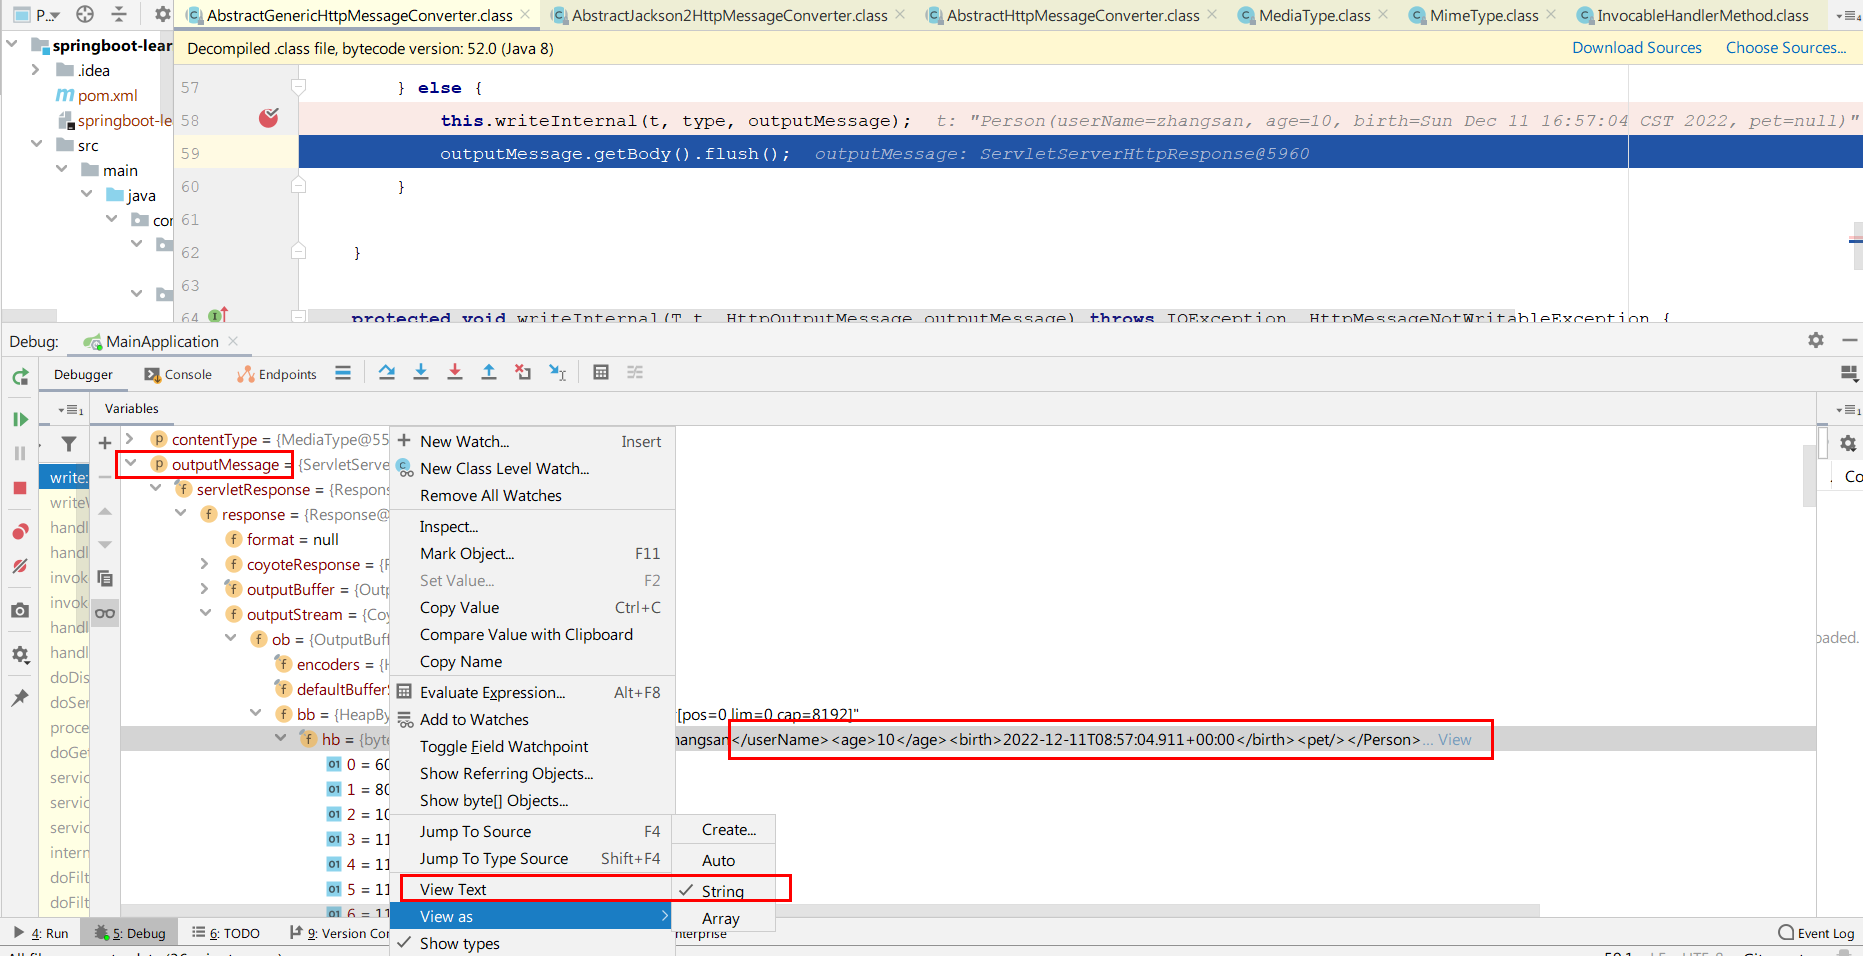 P... AbstractGenericHttpMessageConverter.class AbstractJackson2HttpMessageConverter.class AbstractHttpMessageConverter.class MediaType.class MimeType.class InvocableHandlerMethod.class
springboot-lear
Decompiled .class file, bytecode version: 52.0 (Java 8) Download Sources Choose Sources...
.idea
pom.xml
springboot-le
src
main
java
con
57 } else {
58 this.writeInternal(t, type, outputMessage); t: "Person(userName=zhangsan, age=10, birth=Sun Dec 11 16:57:04 CST 2022, pet=null)"
59 outputMessage.getBody().flush(); outputMessage: ServletServerHttpResponse@5960
60 }
61
62 }
63
64 protected void writeInternal(T t, HttpOutputMessage outputMessage) throws IOException, HttpMessageNotWritableException {
Debug: MainApplication
Debugger Console Endpoints
Variables
write:
writeV
handl
handl
invok
invok
handl
handl
doDis
doSer
proce
doGet
servic
servic
servic
intern
doFilt
doFilt
contentType = {MediaType@55
outputMessage = {ServletServe
servletResponse = {Respons
response = {Response@
format = null
coyoteResponse = {R
outputBuffer = {Outp
outputStream = {Coy
ob = {OutputBuff
encoders = {H
defaultBufferS
bb = {HeapBy r[pos=0 lim=0 cap=8192]"
hb = {byte hangsan</userName><age>10</age><birth>2022-12-11T08:57:04.911+00:00</birth><pet/></Person>... View
0 = 60
1 = 80
2 = 10
3 = 11
4 = 11
5 = 11
6 = 11
New Watch... Insert
New Class Level Watch...
Remove All Watches
Inspect...
Mark Object... F11
Set Value... F2
Copy Value Ctrl+C
Compare Value with Clipboard
Copy Name
Evaluate Expression... Alt+F8
Add to Watches
Toggle Field Watchpoint
Show Referring Objects...
Show byte[] Objects...
Jump To Source F4
Jump To Type Source Shift+F4
View Text
View as
Show types
Create...
Auto
String
Array
Co
oaded.
4: Run 5: Debug 6: TODO 9: Version Cor nterprise Event Log